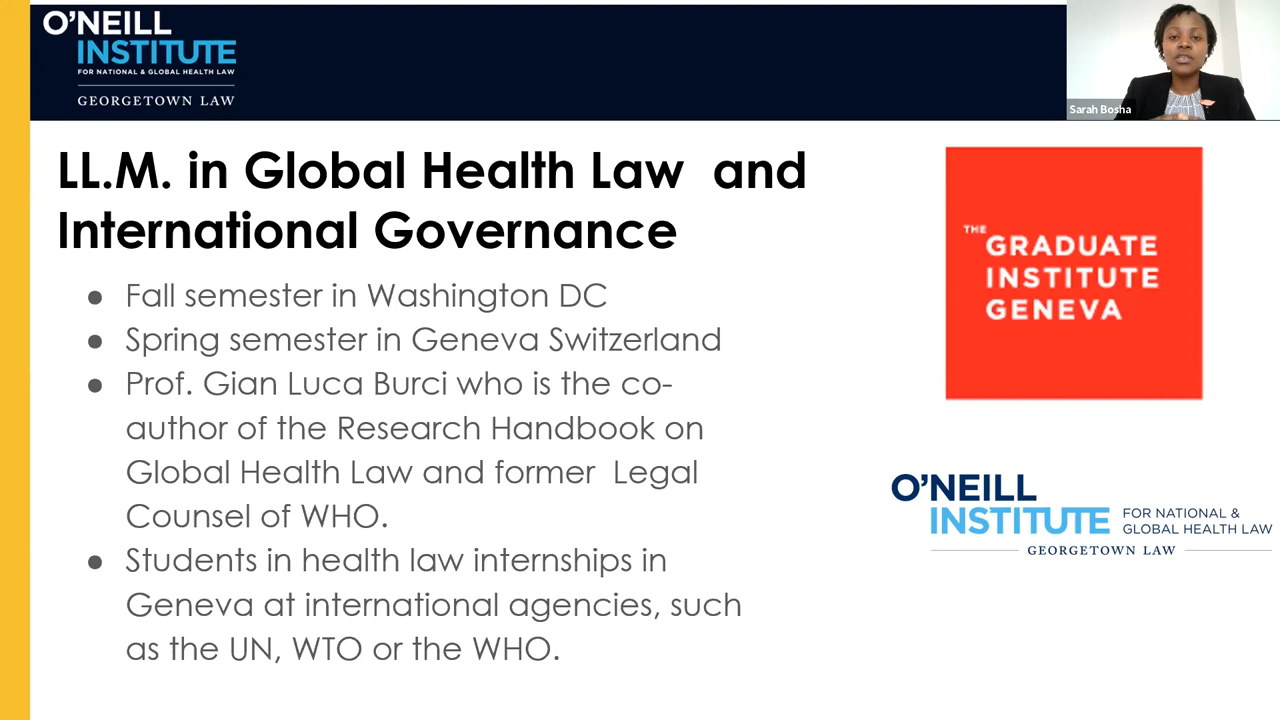 O'NEILL
INSTITUTE
FOR NATIONAL & GLOBAL HEALTH LAW
GEORGETOWN LAW
Sarah Bosha
LL.M. in Global Health Law and
International Governance
● Fall semester in Washington DC
● Spring semester in Geneva Switzerland
● Prof. Gian Luca Burci who is the co-
author of the Research Handbook on
Global Health Law and former Legal
Counsel of WHO.
● Students in health law internships in
Geneva at international agencies, such
as the UN, WTO or the WHO.
THE
GRADUATE
INSTITUTE
GENEVA
O'NEILL
INSTITUTE
FOR NATIONAL &
GLOBAL HEALTH LAW
GEORGETOWN LAW